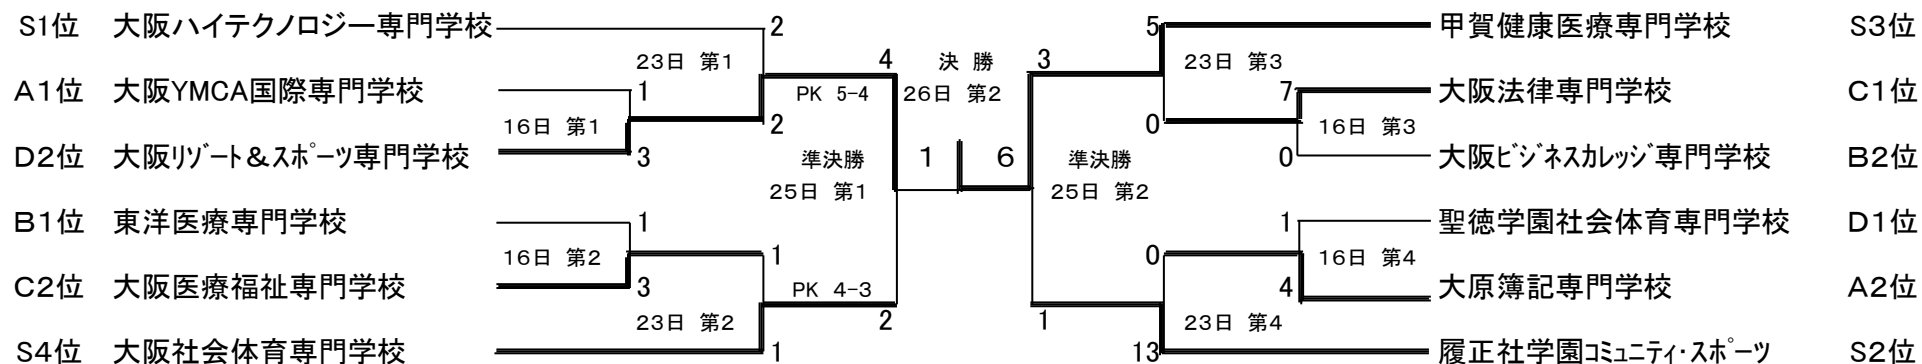 S1位 大阪ハイテクノロジー専門学校 2 5 甲賀健康医療専門学校 S3位
23日 第1 4 決 勝 3 23日 第3
A1位 大阪YMCA国際専門学校 1 PK 5-4 26日 第2 7 大阪法律専門学校 C1位
16日 第1 2 0 16日 第3
D2位 大阪リゾート&スポーツ専門学校 3 準決勝 1 6 準決勝 0 大阪ビジネスカレッジ専門学校 B2位
25日 第1 25日 第2
B1位 東洋医療専門学校 1 1 聖徳学園社会体育専門学校 D1位
16日 第2 1 0 16日 第4
C2位 大阪医療福祉専門学校 3 PK 4-3 4 大原簿記専門学校 A2位
23日 第2 2 1 23日 第4
S4位 大阪社会体育専門学校 1 13 履正社学園コミュニティ・スポーツ S2位